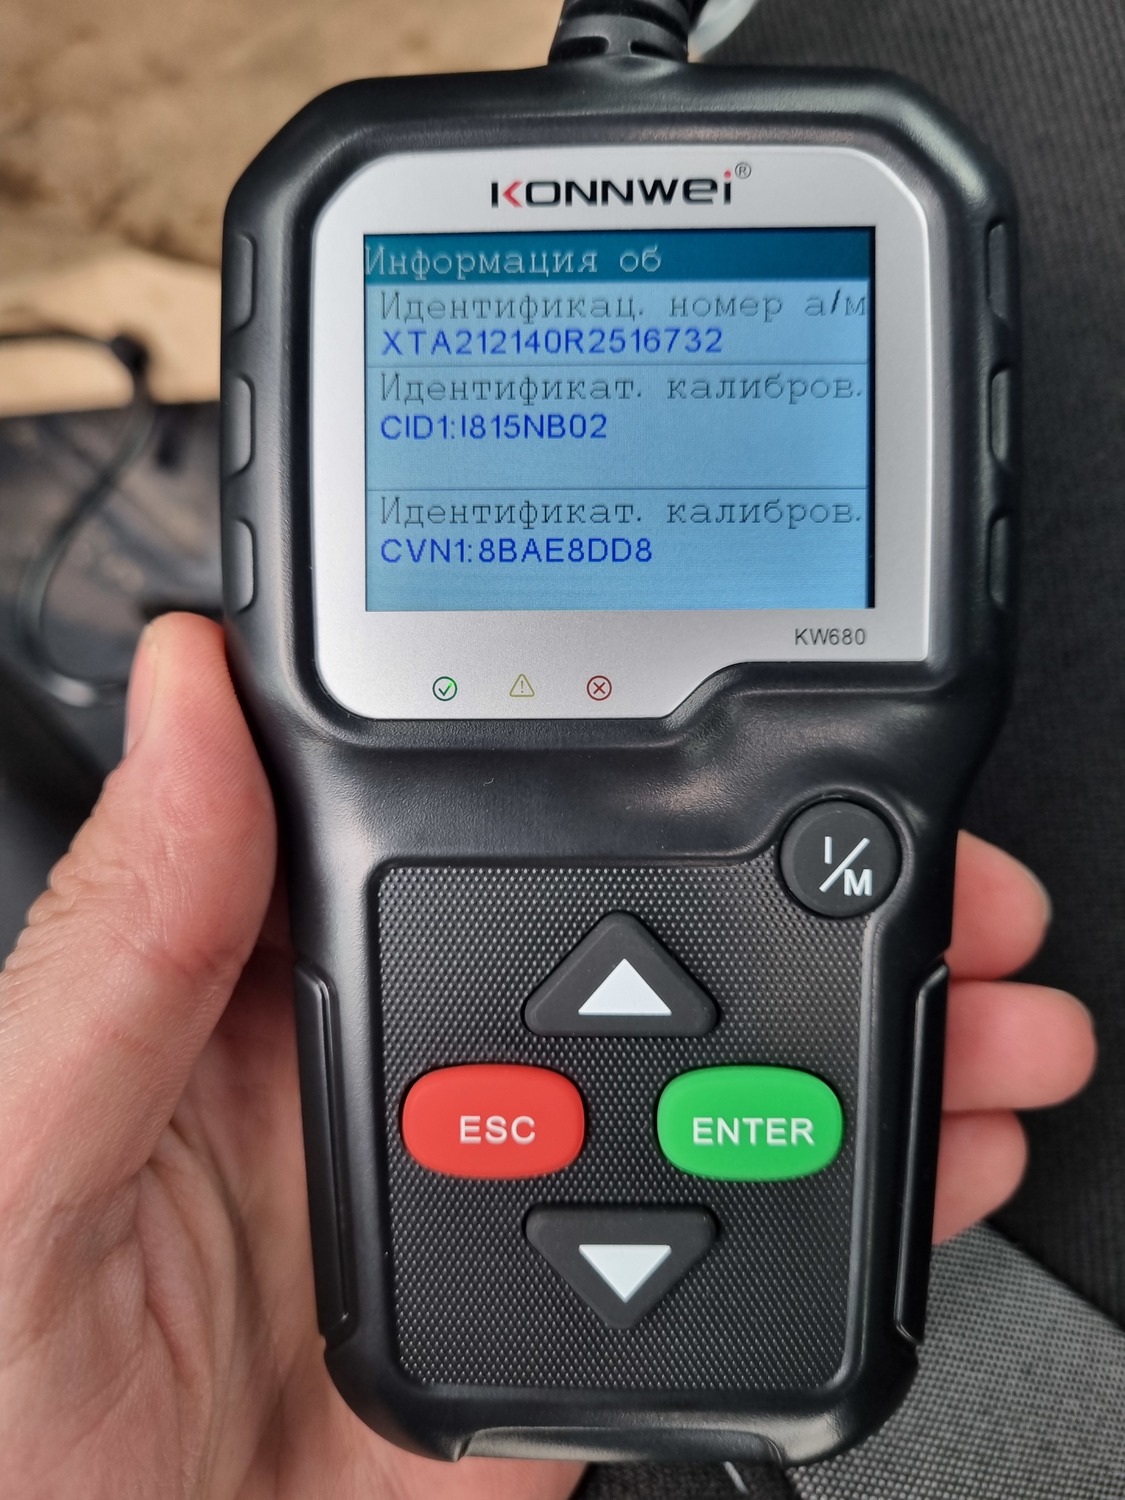 KONNWEI®
Информация об
Идентификац. номер а/м
XTA212140R2516732
Идентификат. калибров.
CID1:I815NB02
Идентификат. калибров.
CVN1:8BAE8DD8
KW680
I/M
ESC
ENTER